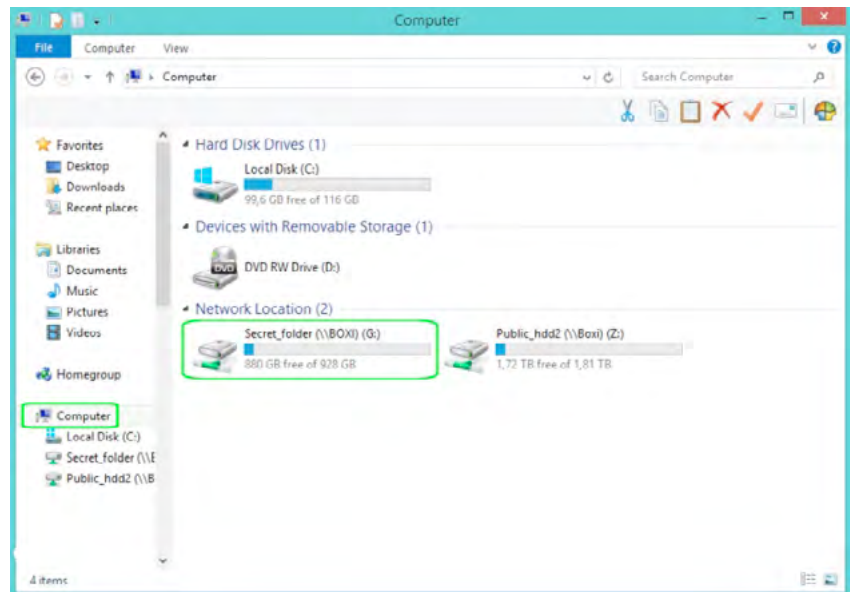 Computer
File Computer View
Computer
Search Computer
Favorites
Desktop
Downloads
Recent places
Libraries
Documents
Music
Pictures
Videos
Homegroup
Computer
Local Disk (C:)
Secret_folder (\\E
Public_hdd2 (\\B
Hard Disk Drives (1)
Local Disk (C:)
99,6 GB free of 116 GB
Devices with Removable Storage (1)
DVD
DVD RW Drive (D:)
Network Location (2)
Secret_folder (\\BOXI) (G:)
880 GB free of 928 GB
Public_hdd2 (\\Boxi) (Z:)
1,72 TB free of 1,81 TB
4 items